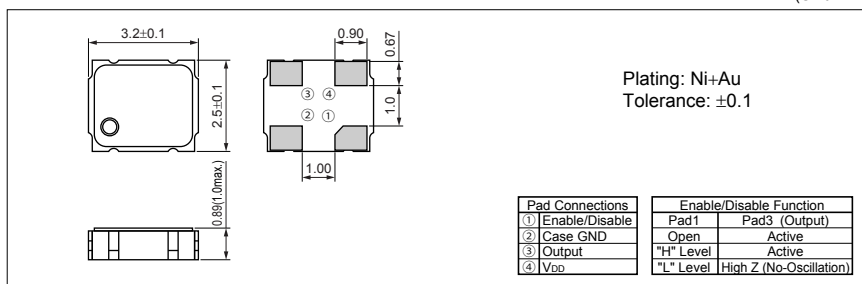 3.2±0.1
2.5±0.1
0.89(1.0max.)
0.90
0.67
1.0
1.00
③ ④
② ①
Plating: Ni+Au
Tolerance: ±0.1
Pad Connections
① Enable/Disable
② Case GND
③ Output
④ VDD
Enable/Disable Function
Pad1 Pad3 (Output)
Open Active
"H" Level Active
"L" Level High Z (No-Oscillation)